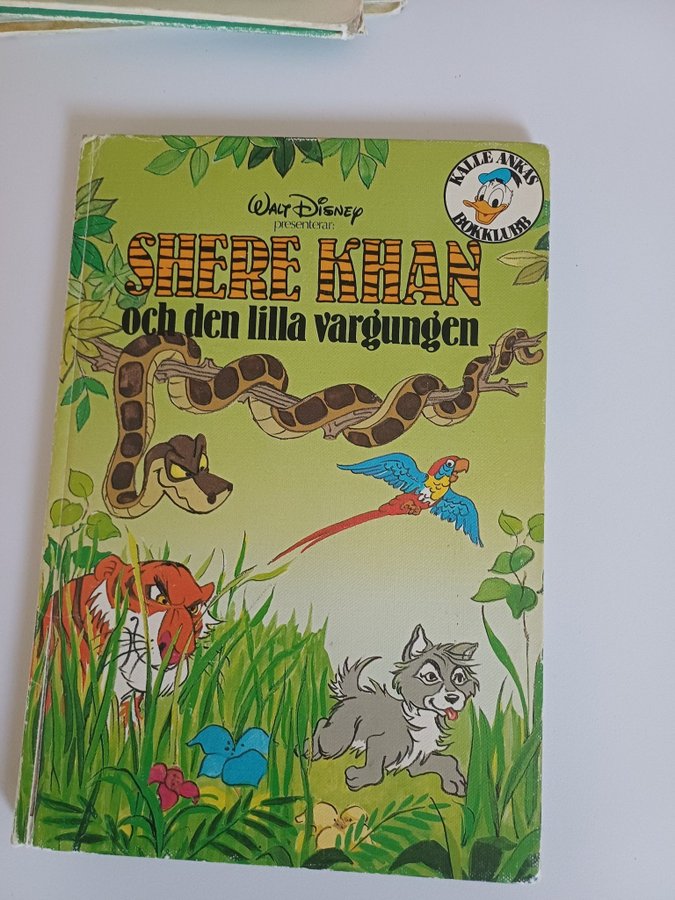 KALLE ANKAS
BOKKLUBB
WALT DISNEY
presenterar:
SHERE KHAN
och den lilla vargungen